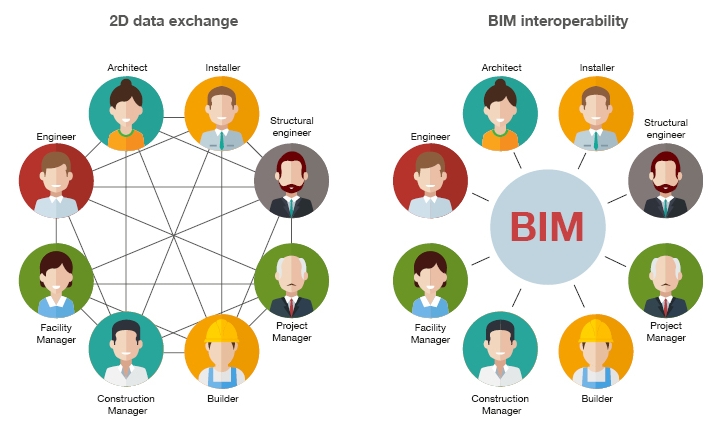 2D data exchange
BIM interoperability
Architect
Installer
Structural
engineer
Engineer
Facility
Manager
Project
Manager
Construction
Manager
Builder
Architect
Installer
Structural
engineer
Engineer
BIM
Facility
Manager
Project
Manager
Construction
Manager
Builder